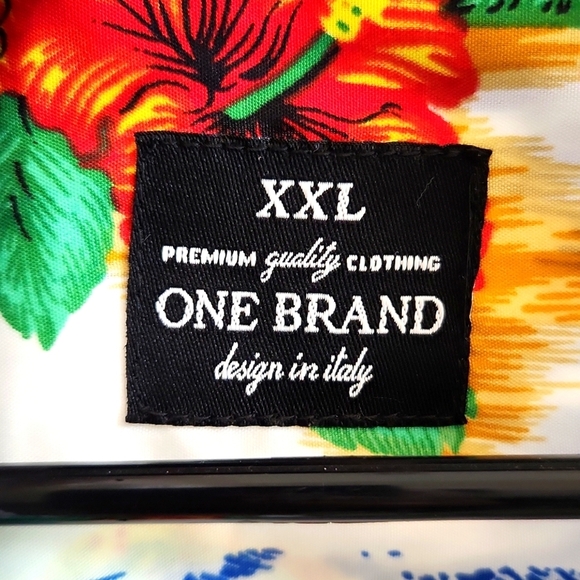 XXL
PREMIUM quality CLOTHING
ONE BRAND
design in italy